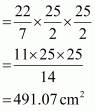 = 22/7 × 25/2 × 25/2
= 11×25×25/14
= 491.07 cm²